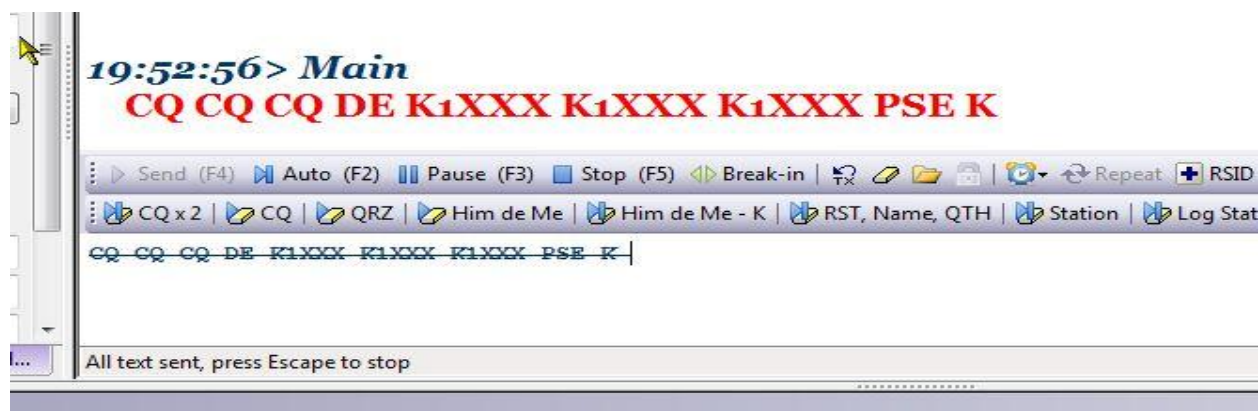 19:52:56> Main
CQ CQ CQ DE K1XXX K1XXX K1XXX PSE K
Send (F4) Auto (F2) Pause (F3) Stop (F5) Break-in | Repeat RSID
CQ x 2 | CQ | QRZ | Him de Me | Him de Me - K | RST, Name, QTH | Station | Log Stat
CQ CQ CQ DE K1XXX K1XXX K1XXX PSE K
All text sent, press Escape to stop